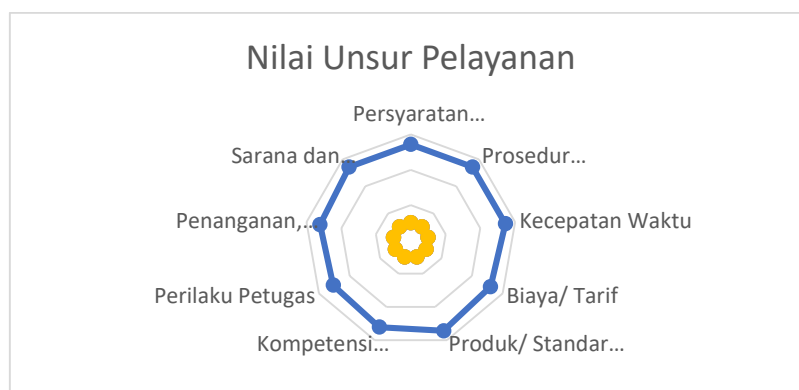 Nilai Unsur Pelayanan
Persyaratan...
Prosedur...
Kecepatan Waktu
Biaya/ Tarif
Produk/ Standar...
Kompetensi...
Perilaku Petugas
Penanganan,...
Sarana dan...